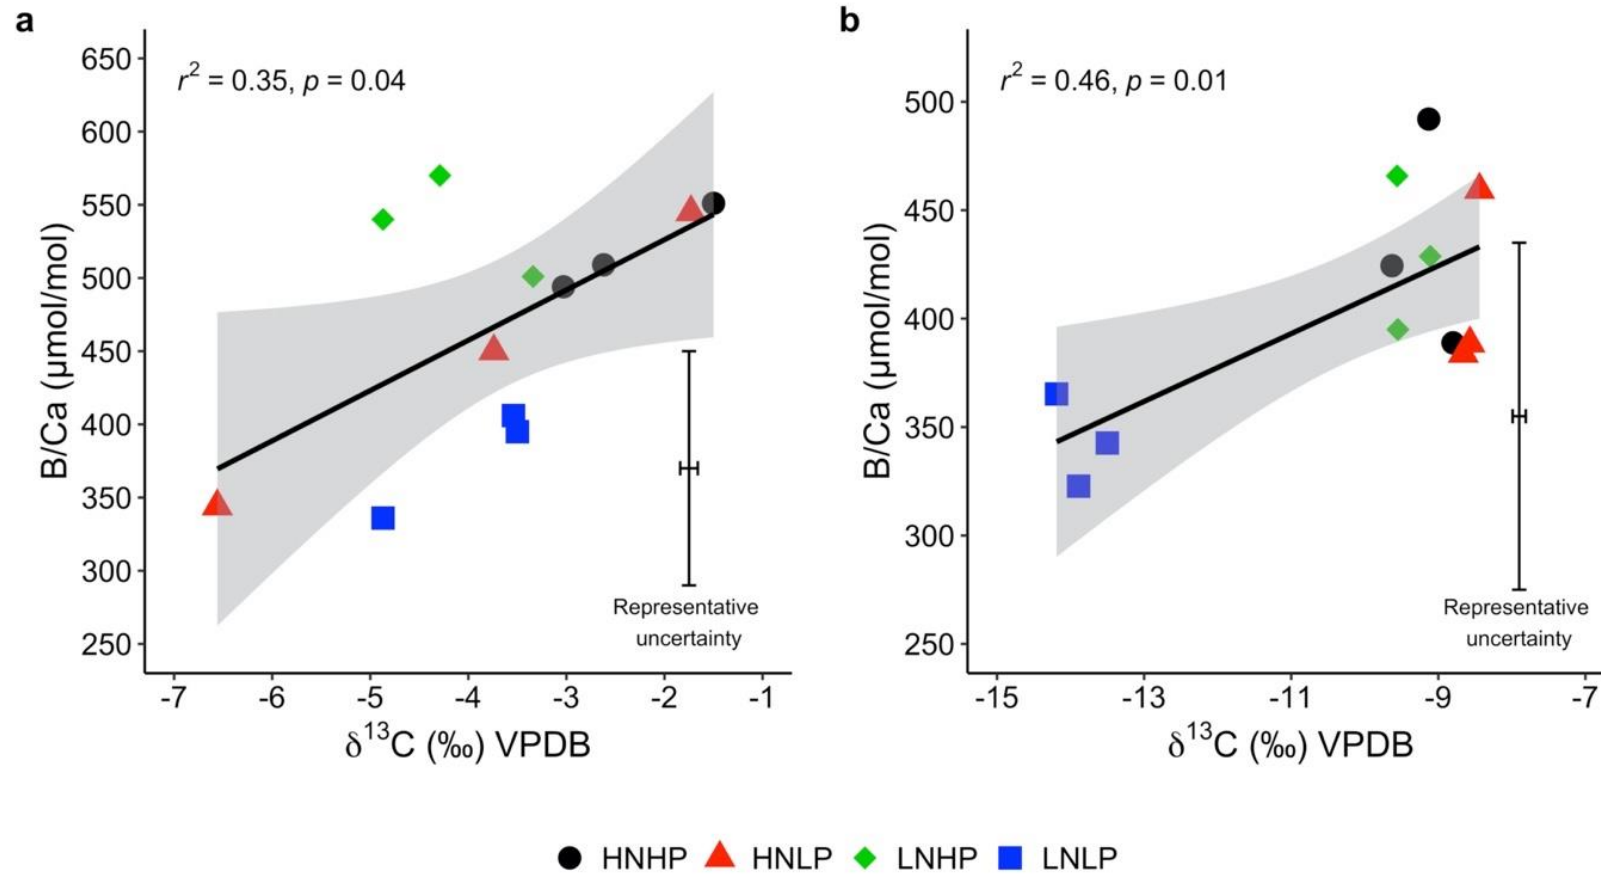 a
r² = 0.35, p = 0.04
B/Ca (μmol/mol)
650
600
550
500
450
400
350
300
250
Representative
uncertainty
-7 -6 -5 -4 -3 -2 -1
δ¹³C (‰) VPDB
b
r² = 0.46, p = 0.01
B/Ca (μmol/mol)
500
450
400
350
300
250
Representative
uncertainty
-15 -13 -11 -9 -7
δ¹³C (‰) VPDB
HNHP HNLP LNHP LNLP